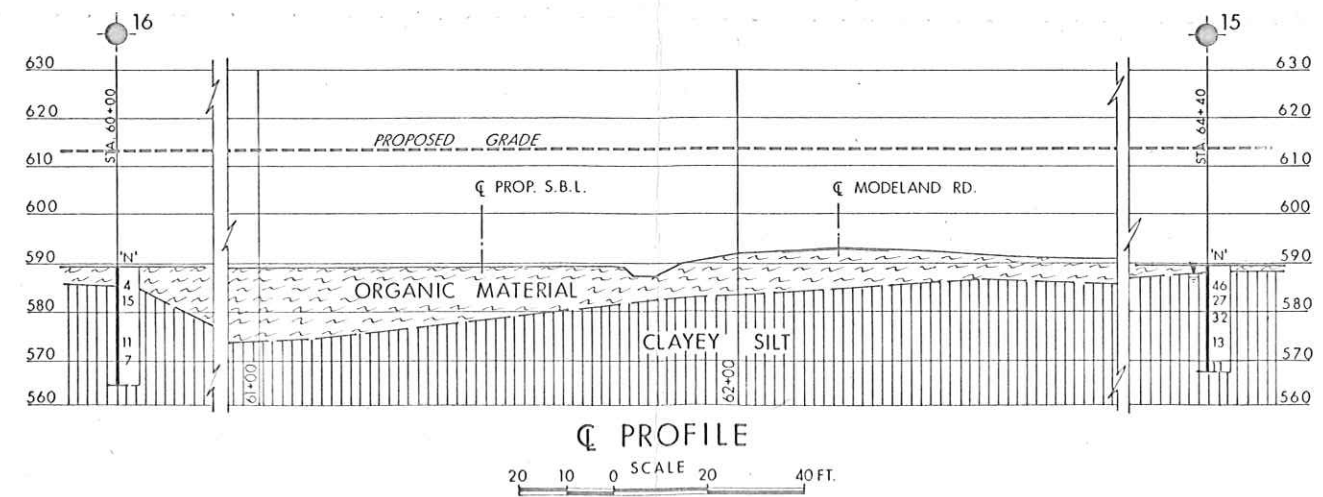 16 15
630 630
620 STA. 60+00 STA. 64+40 620
PROPOSED GRADE
610 610
℄ PROP. S.B.L. ℄ MODELAND RD.
600 600
590 'N' 'N' 590
4 46
580 15 ORGANIC MATERIAL 27 580
32
11 CLAYEY SILT 13
570 7 11 570
61+00 62+00
560 560
℄ PROFILE
SCALE
20 10 0 20 40 FT.